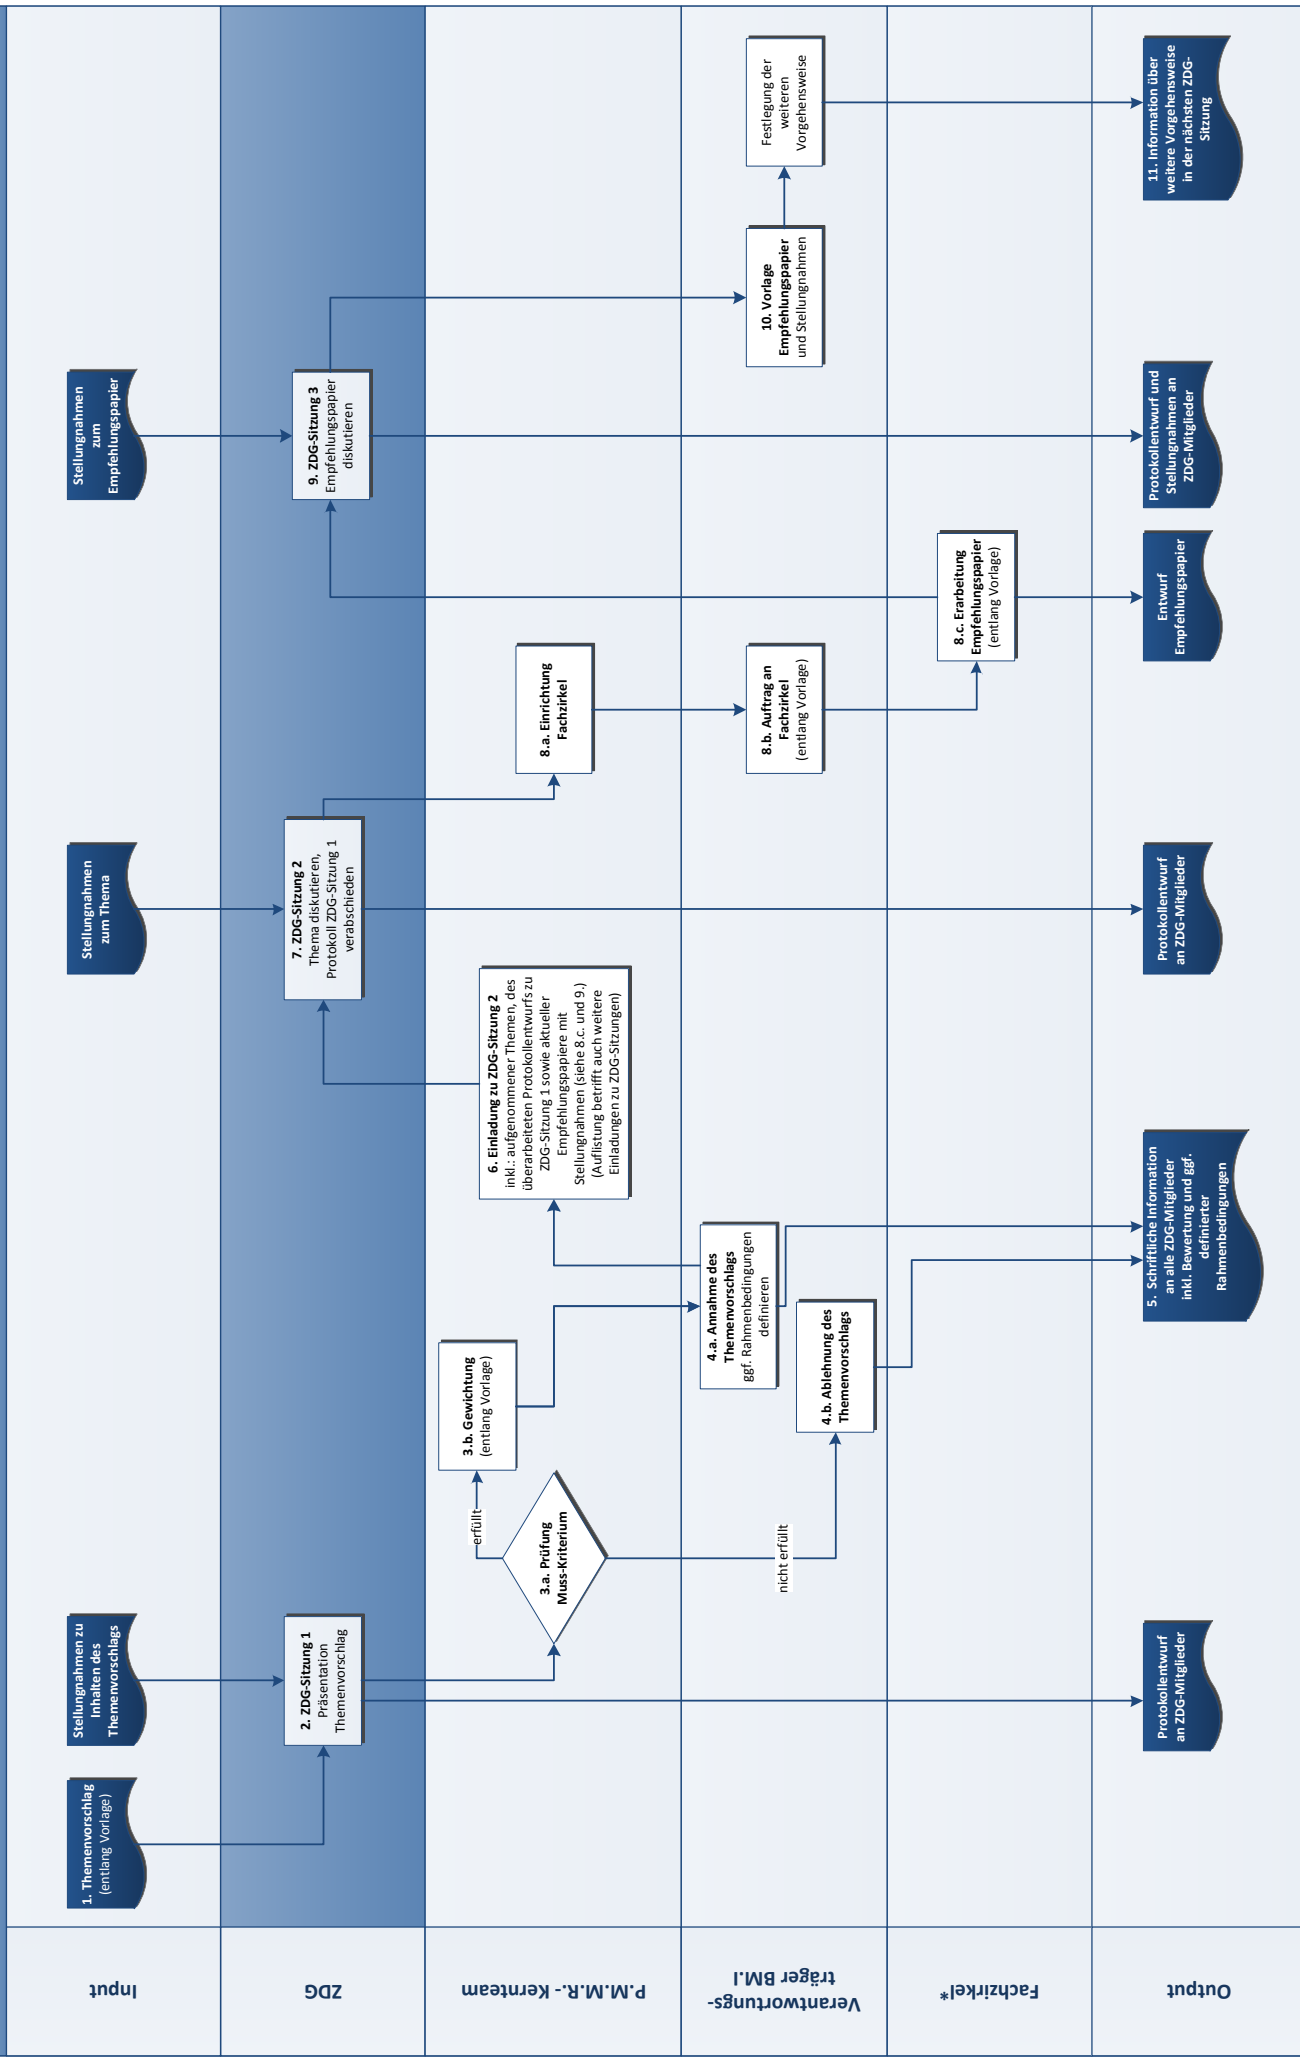 Input
ZDG
P.M.M.R.- Kernteam
Verantwortungs-
träger BM.I
Fachzirkel*
Output
1. Themenvorschlag
(entlang Vorlage)
Stellungnahmen zu
Inhalten des
Themenvorschlags
2. ZDG-Sitzung 1
Präsentation
Themenvorschlag
Protokollentwurf
an ZDG-Mitglieder
3.a. Prüfung
Muss-Kriterium
erfüllt
nicht erfüllt
3.b. Gewichtung
(entlang Vorlage)
4.a. Annahme des
Themenvorschlags
ggf. Rahmenbedingungen
definieren
4.b. Ablehnung des
Themenvorschlags
5. Schriftliche Information
an alle ZDG-Mitglieder
inkl. Bewertung und ggf.
definierter
Rahmenbedingungen
6. Einladung zu ZDG-Sitzung 2
inkl.: aufgenommener Themen, des
überarbeiteten Protokollentwurfs zu
ZDG-Sitzung 1 sowie aktueller
Empfehlungspapiere mit
Stellungnahmen (siehe 8.c. und 9.)
(Auflistung betrifft auch weitere
Einladungen zu ZDG-Sitzungen)
Stellungnahmen
zum Thema
7. ZDG-Sitzung 2
Thema diskutieren,
Protokoll ZDG-Sitzung 1
verabschieden
Protokollentwurf
an ZDG-Mitglieder
8.a. Einrichtung
Fachzirkel
8.b. Auftrag an
Fachzirkel
(entlang Vorlage)
8.c. Erarbeitung
Empfehlungspapier
(entlang Vorlage)
Entwurf
Empfehlungspapier
Stellungnahmen
zum
Empfehlungspapier
9. ZDG-Sitzung 3
Empfehlungspapier
diskutieren
Protokollentwurf und
Stellungnahmen an
ZDG-Mitglieder
10. Vorlage
Empfehlungspapier
und Stellungnahmen
Festlegung der
weiteren
Vorgehensweise
11. Information über
weitere Vorgehensweise
in der nächsten ZDG-
Sitzung